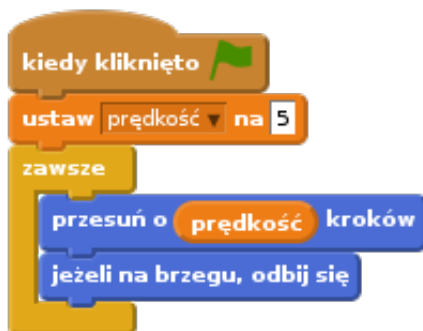 kiedy kliknięto
ustaw prędkość na 5
zawsze
przesuń o prędkość kroków
jeżeli na brzegu, odbij się